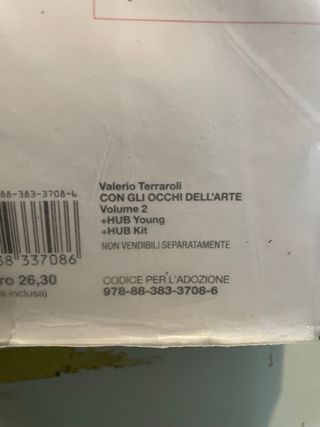 88-383-3708-6
Valerio Terraroli
CON GLI OCCHI DELL'ARTE
Volume 2
+HUB Young
+HUB Kit
NON VENDIBILI SEPARATAMENTE
337086
ro 26,30
a inclusa)
CODICE PER L'ADOZIONE
978-88-383-3708-6